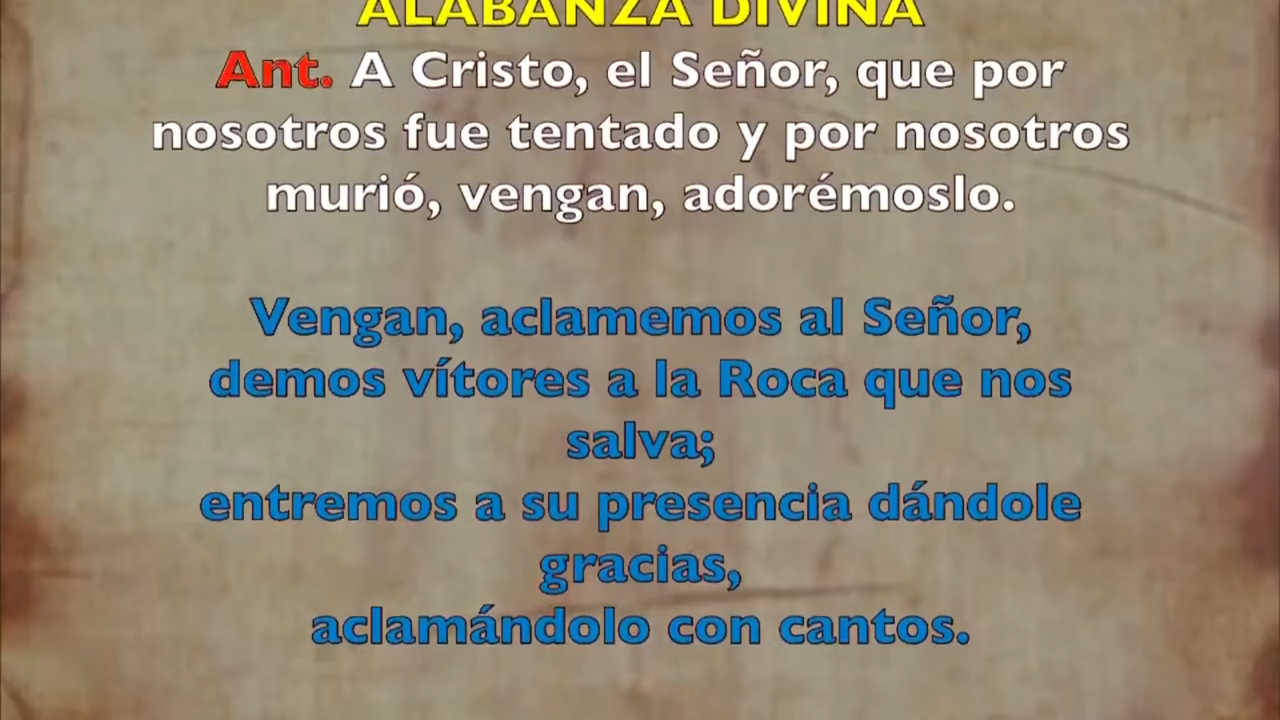 ALABANZA DIVINA
Ant. A Cristo, el Señor, que por
nosotros fue tentado y por nosotros
murió, vengan, adorémoslo.
Vengan, aclamemos al Señor,
demos vítores a la Roca que nos
salva;
entremos a su presencia dándole
gracias,
aclamándolo con cantos.